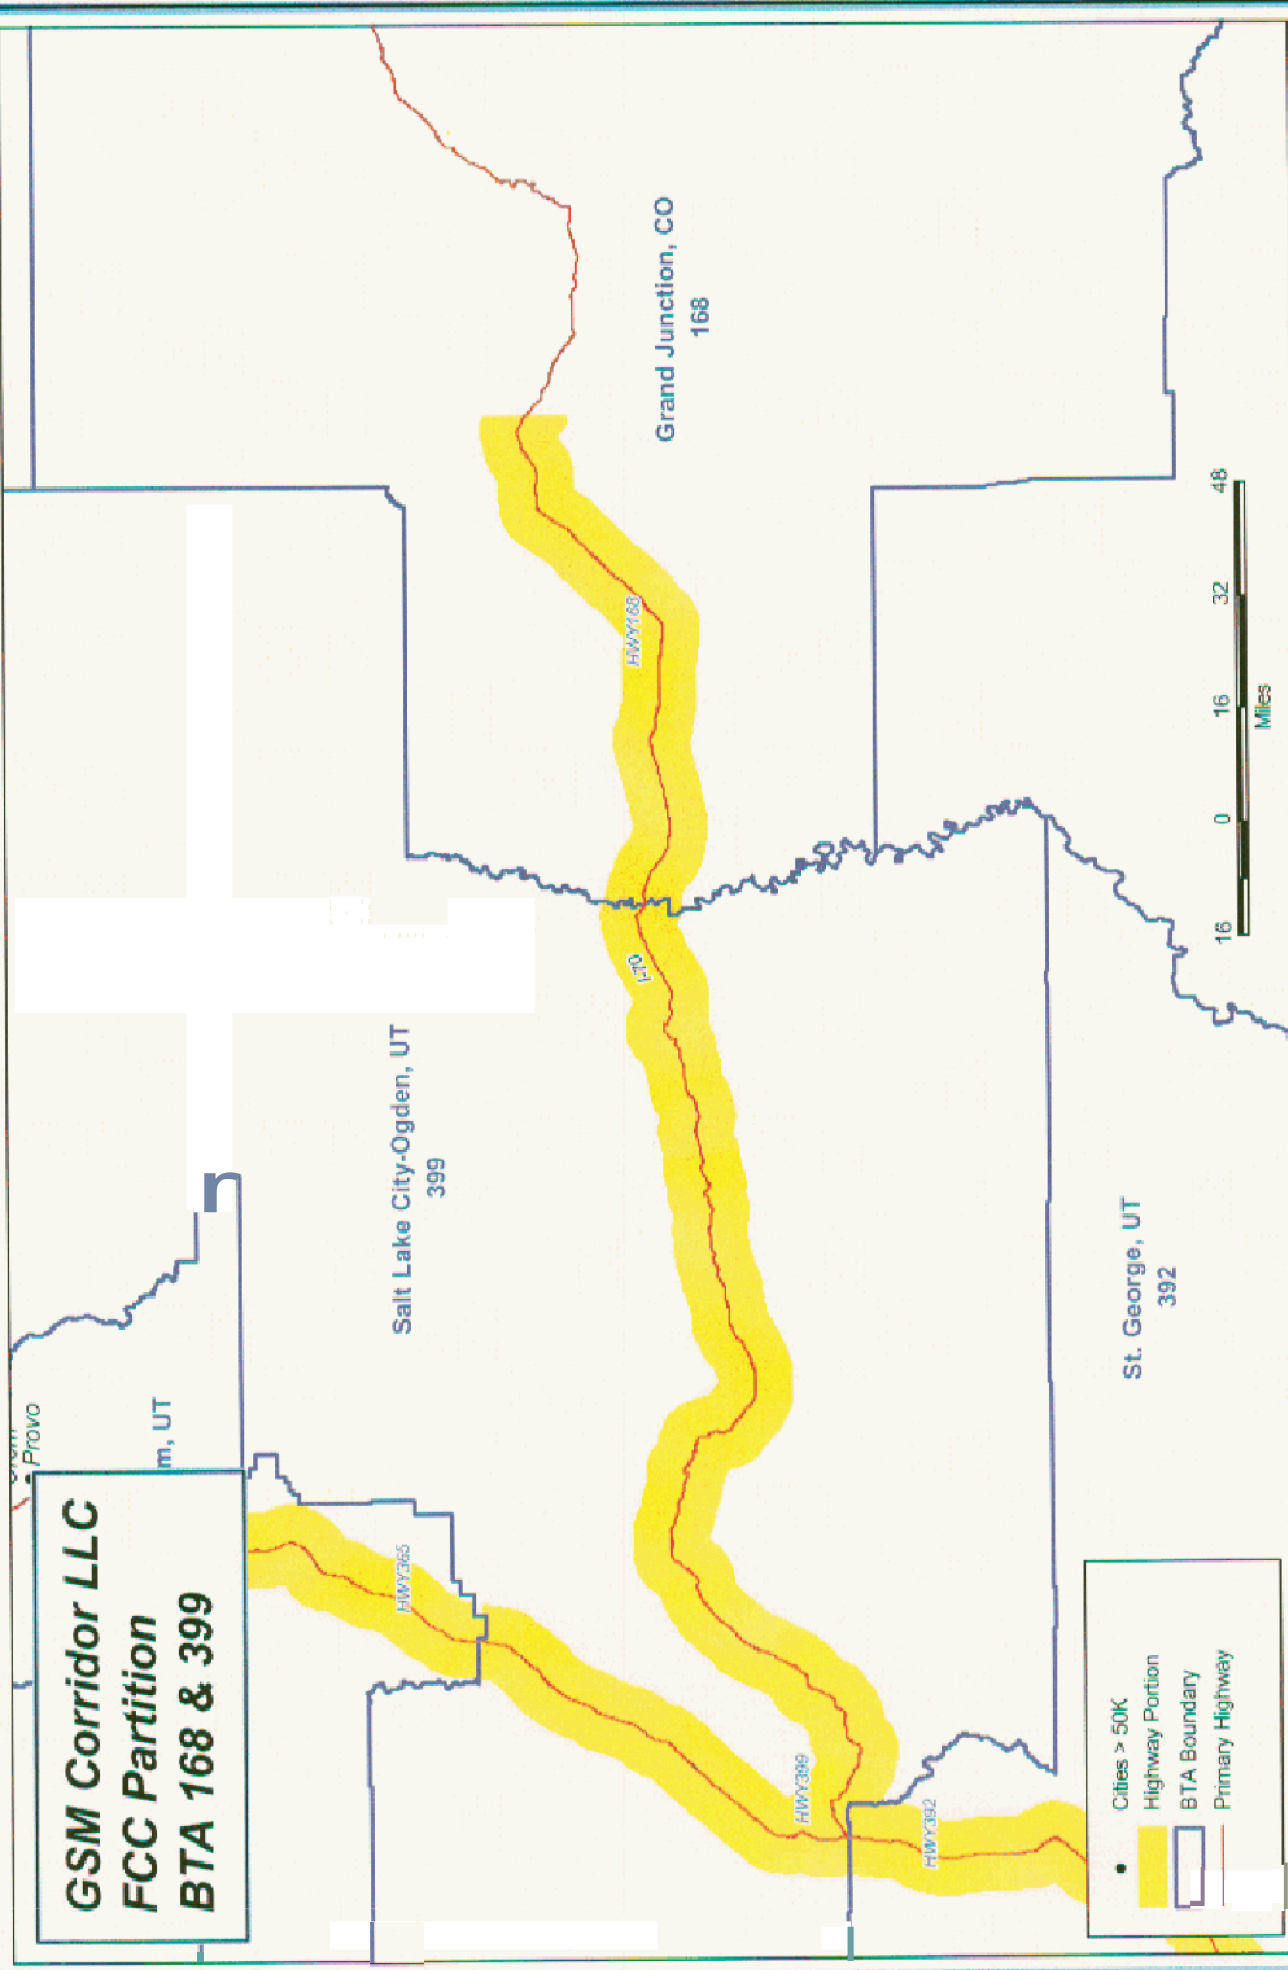 GSM Corridor LLC
FCC Partition
BTA 168 & 399
Provo
m, UT
HWY365
Salt Lake City-Ogden, UT
399
I-70
HWY168
Grand Junction, CO
168
HWY399
HWY392
St. George, UT
392
Cities > 50K
Highway Portion
BTA Boundary
Primary Highway
16 0 16 32 48
Miles